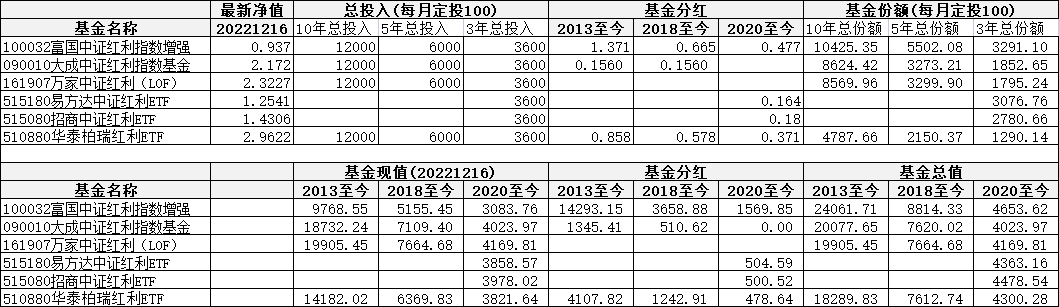 最新净值 总投入(每月定投100) 基金分红 基金份额(每月定投100)
基金名称 20221216 10年总投入 5年总投入 3年总投入 2013至今 2018至今 2020至今 10年总份额 5年总份额 3年总份额
100032富国中证红利指数增强 0.937 12000 6000 3600 1.371 0.665 0.477 10425.35 5502.08 3291.10
090010大成中证红利指数基金 2.172 12000 6000 3600 0.1560 0.1560 8624.42 3273.21 1852.65
161907万家中证红利（LOF） 2.3227 12000 6000 3600 8569.96 3299.90 1795.24
515180易方达中证红利ETF 1.2541 3600 0.164 3076.76
515080招商中证红利ETF 1.4306 3600 0.18 2780.66
510880华泰柏瑞红利ETF 2.9622 12000 6000 3600 0.858 0.578 0.371 4787.66 2150.37 1290.14
基金现值(20221216) 基金分红 基金总值
基金名称 2013至今 2018至今 2020至今 2013至今 2018至今 2020至今 2013至今 2018至今 2020至今
100032富国中证红利指数增强 9768.55 5155.45 3083.76 14293.15 3658.88 1569.85 24061.71 8814.33 4653.62
090010大成中证红利指数基金 18732.24 7109.40 4023.97 1345.41 510.62 0.00 20077.65 7620.02 4023.97
161907万家中证红利（LOF） 19905.45 7664.68 4169.81 19905.45 7664.68 4169.81
515180易方达中证红利ETF 3858.57 504.59 4363.16
515080招商中证红利ETF 3978.02 500.52 4478.54
510880华泰柏瑞红利ETF 14182.02 6369.83 3821.64 4107.82 1242.91 478.64 18289.83 7612.74 4300.28